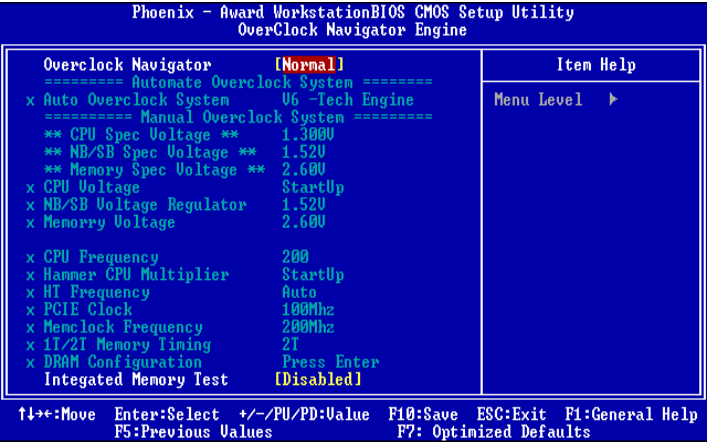 Phoenix - Award WorkstationBIOS CMOS Setup Utility
OverClock Navigator Engine
Overclock Navigator [Normal]
========= Automate Overclock System ========
x Auto Overclock System V6 -Tech Engine
========== Manual Overclock System =========
** CPU Spec Voltage ** 1.300V
** NB/SB Spec Voltage ** 1.52V
** Memory Spec Voltage ** 2.60V
x CPU Voltage StartUp
x NB/SB Voltage Regulator 1.52V
x Memorry Voltage 2.60V
x CPU Frequency 200
x Hammer CPU Multiplier StartUp
x HT Frequency Auto
x PCIE Clock 100Mhz
x Memclock Frequency 200Mhz
x 1T/2T Memory Timing 2T
x DRAM Configuration Press Enter
Integated Memory Test [Disabled]
Item Help
Menu Level ▶
↑↓→←:Move Enter:Select +/-/PU/PD:Value F10:Save ESC:Exit F1:General Help
F5:Previous Values F7: Optimized Defaults